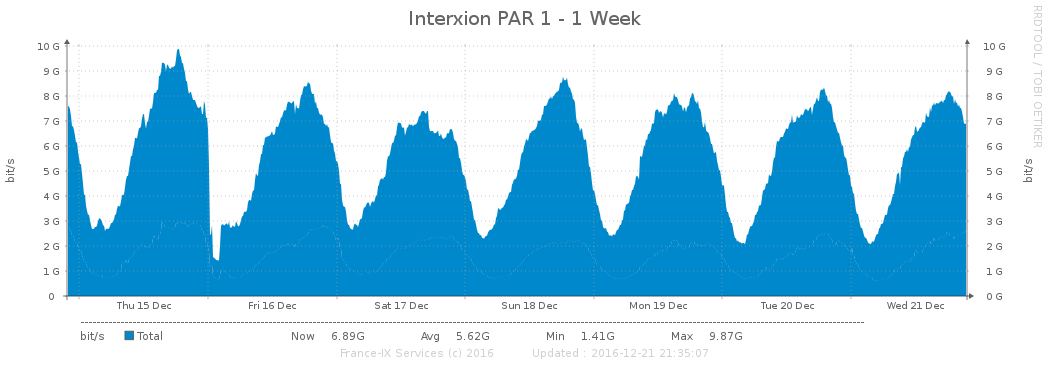 Interxion PAR 1 - 1 Week
RRDTOOL / TOBI OETIKER
10 G 10 G
9 G 9 G
8 G 8 G
7 G 7 G
6 G 6 G
5 G 5 G
4 G 4 G
3 G 3 G
2 G 2 G
1 G 1 G
0 0 G
bit/s
bit/s
Thu 15 Dec Fri 16 Dec Sat 17 Dec Sun 18 Dec Mon 19 Dec Tue 20 Dec Wed 21 Dec
bit/s Total Now 6.89G Avg 5.62G Min 1.41G Max 9.87G
France-IX Services (c) 2016 Updated : 2016-12-21 21:35:07